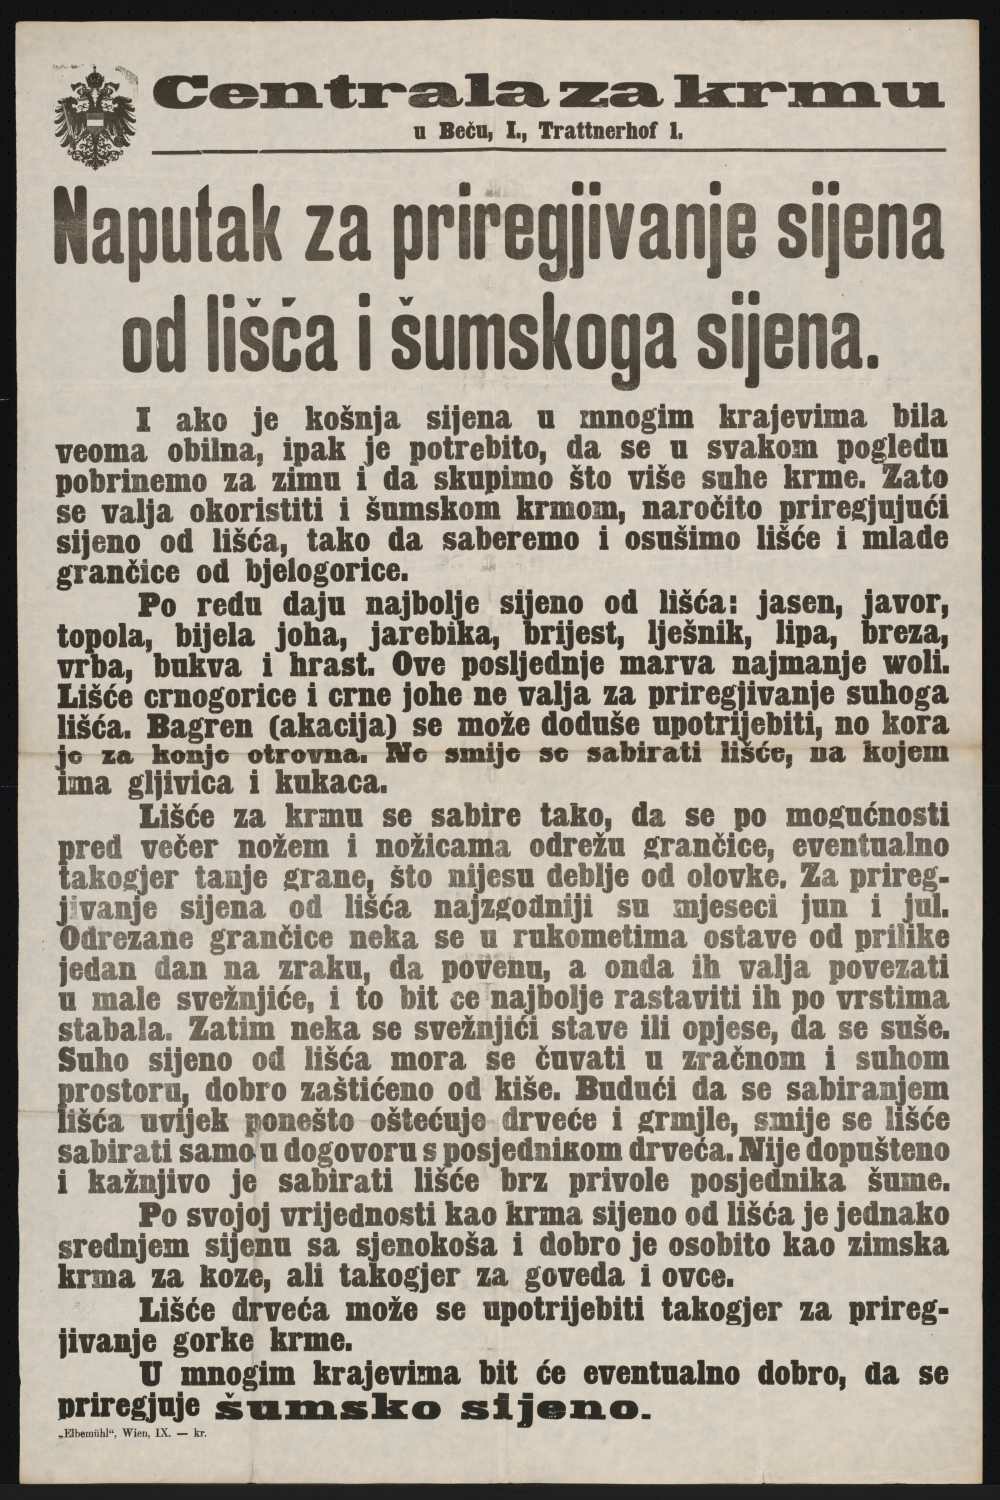 Centrala za krmu
u Beču, I., Trattnerhof 1.
Naputak za priregjivanje sijena
od lišća i šumskoga sijena.
I ako je košnja sijena u mnogim krajevima bila
veoma obilna, ipak je potrebito, da se u svakom pogledu
pobrinemo za zimu i da skupimo što više suhe krme. Zato
se valja okoristiti i šumskom krmom, naročito priregjujući
sijeno od lišća, tako da saberemo i osušimo lišće i mlade
grančice od bjelogorice.
Po redu daju najbolje sijeno od lišća: jasen, javor,
topola, bijela joha, jarebika, brijest, lješnik, lipa, breza,
vrba, bukva i hrast. Ove posljednje marva najmanje woli.
Lišće crnogorice i crne johe ne valja za priregjivanje suhoga
lišća. Bagren (akacija) se može doduše upotrijebiti, no kora
je za konje otrovna. Ne smije se sabirati lišće, na kojem
ima gljivica i kukaca.
Lišće za krmu se sabire tako, da se po mogućnosti
pred večer nožem i nožicama odrežu grančice, eventualno
takogjer tanje grane, što nijesu deblje od olovke. Za prireg-
jivanje sijena od lišća najzgodniji su mjeseci jun i jul.
Odrezane grančice neka se u rukometima ostave od prilike
jedan dan na zraku, da povenu, a onda ih valja povezati
u male svežnjiće, i to bit će najbolje rastaviti ih po vrstima
stabala. Zatim neka se svežnjići stave ili opjese, da se suše.
Suho sijeno od lišća mora se čuvati u zračnom i suhom
prostoru, dobro zaštićeno od kiše. Budući da se sabiranjem
lišća uvijek ponešto oštećuje drveće i grmjle, smije se lišće
sabirati samo u dogovoru s posjednikom drveća. Nije dopušteno
i kažnjivo je sabirati lišće brz privole posjednika šume.
Po svojoj vrijednosti kao krma sijeno od lišća je jednako
srednjem sijenu sa sjenokoša i dobro je osobito kao zimska
krma za koze, ali takogjer za goveda i ovce.
Lišće drveća može se upotrijebiti takogjer za prireg-
jivanje gorke krme.
U mnogim krajevima bit će eventualno dobro, da se
priregjuje šumsko sijeno.
„Elbemühl“, Wien, IX. — kr.